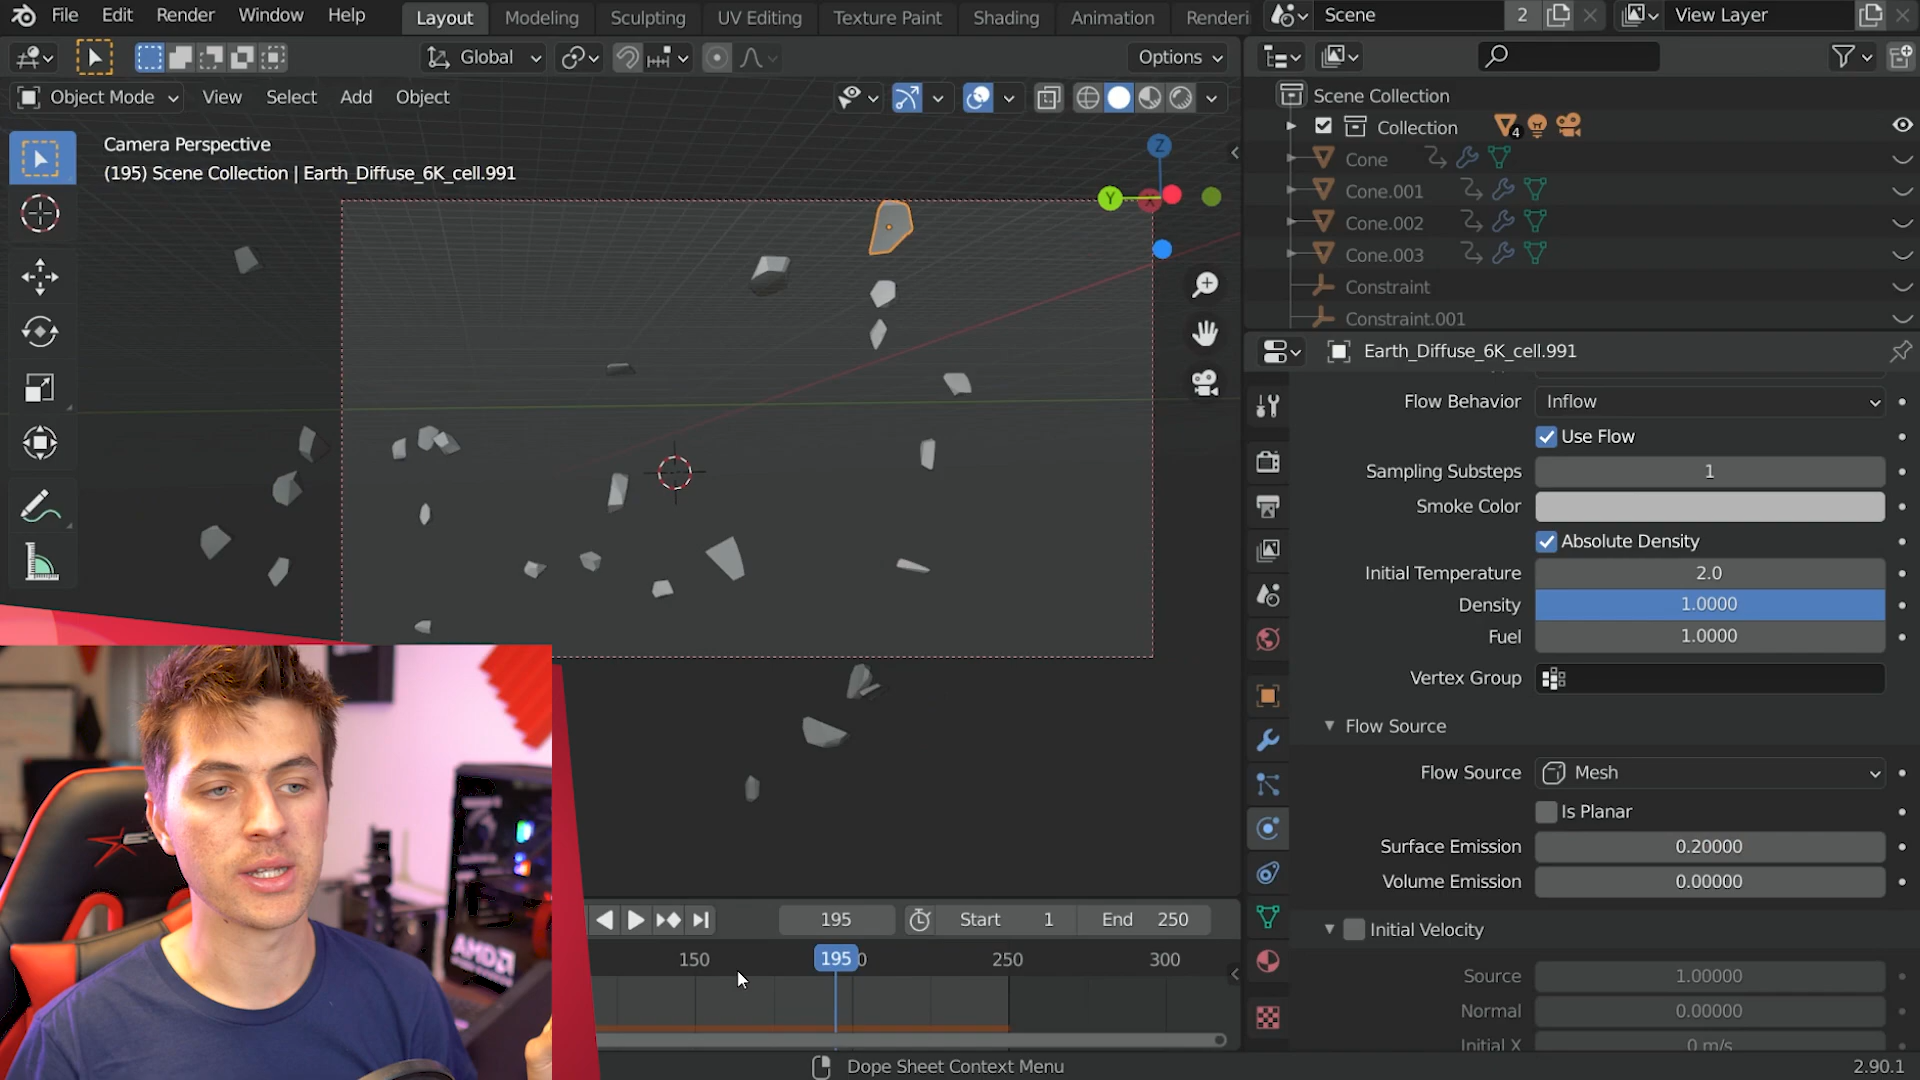 File Edit Render Window Help Layout Modeling Sculpting UV Editing Texture Paint Shading Animation Renderi Scene 2 View Layer
Global Options
Object Mode View Select Add Object
Scene Collection
Camera Perspective
(195) Scene Collection | Earth_Diffuse_6K_cell.991
Z
Y
X
Collection 4
Cone
Cone.001
Cone.002
Cone.003
Constraint
Constraint.001
Earth_Diffuse_6K_cell.991
Flow Behavior Inflow
Use Flow
Sampling Substeps 1
Smoke Color
Absolute Density
Initial Temperature 2.0
Density 1.0000
Fuel 1.0000
Vertex Group
Flow Source
Flow Source Mesh
Is Planar
Surface Emission 0.20000
Volume Emission 0.00000
Initial Velocity
Source 1.00000
Normal 0.00000
Initial X 0 m/s
195 Start 1 End 250
150 195 0 250 300
AMD
Dope Sheet Context Menu
2.90.1